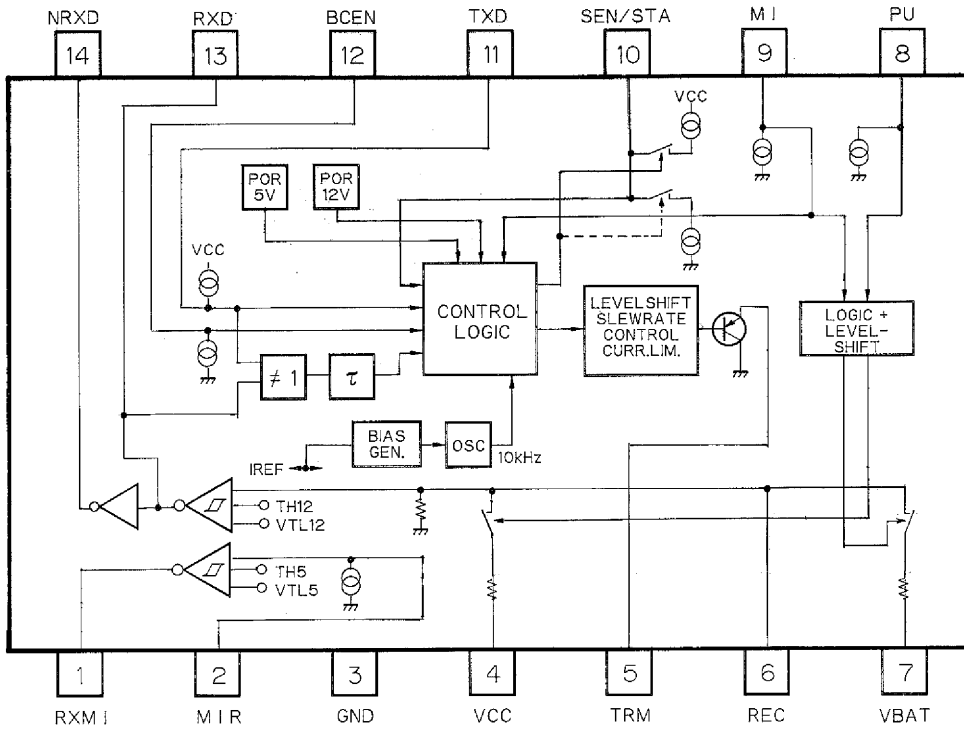 NRXD RXD BCEN TXD SEN/STA MI PU
14 13 12 11 10 9 8
VCC
POR
5V
POR
12V
VCC
CONTROL
LOGIC
LEVELSHIFT
SLEWRATE
CONTROL
CURR.LIM.
LOGIC +
LEVEL-
SHIFT
≠ 1
τ
BIAS
GEN.
OSC
10kHz
IREF
TH12
VTL12
TH5
VTL5
1 2 3 4 5 6 7
RXMI MIR GND VCC TRM REC VBAT